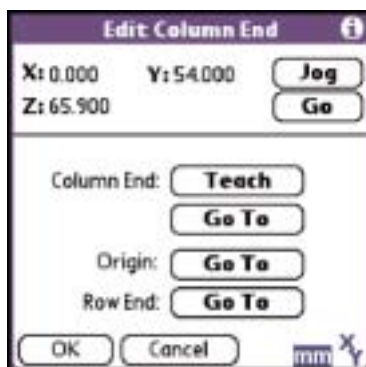 Edit Column End i
X: 0.000 Y: 54.000 Jog
Z: 65.900 Go
Column End: Teach
Go To
Origin: Go To
Row End: Go To
OK Cancel mm X Y